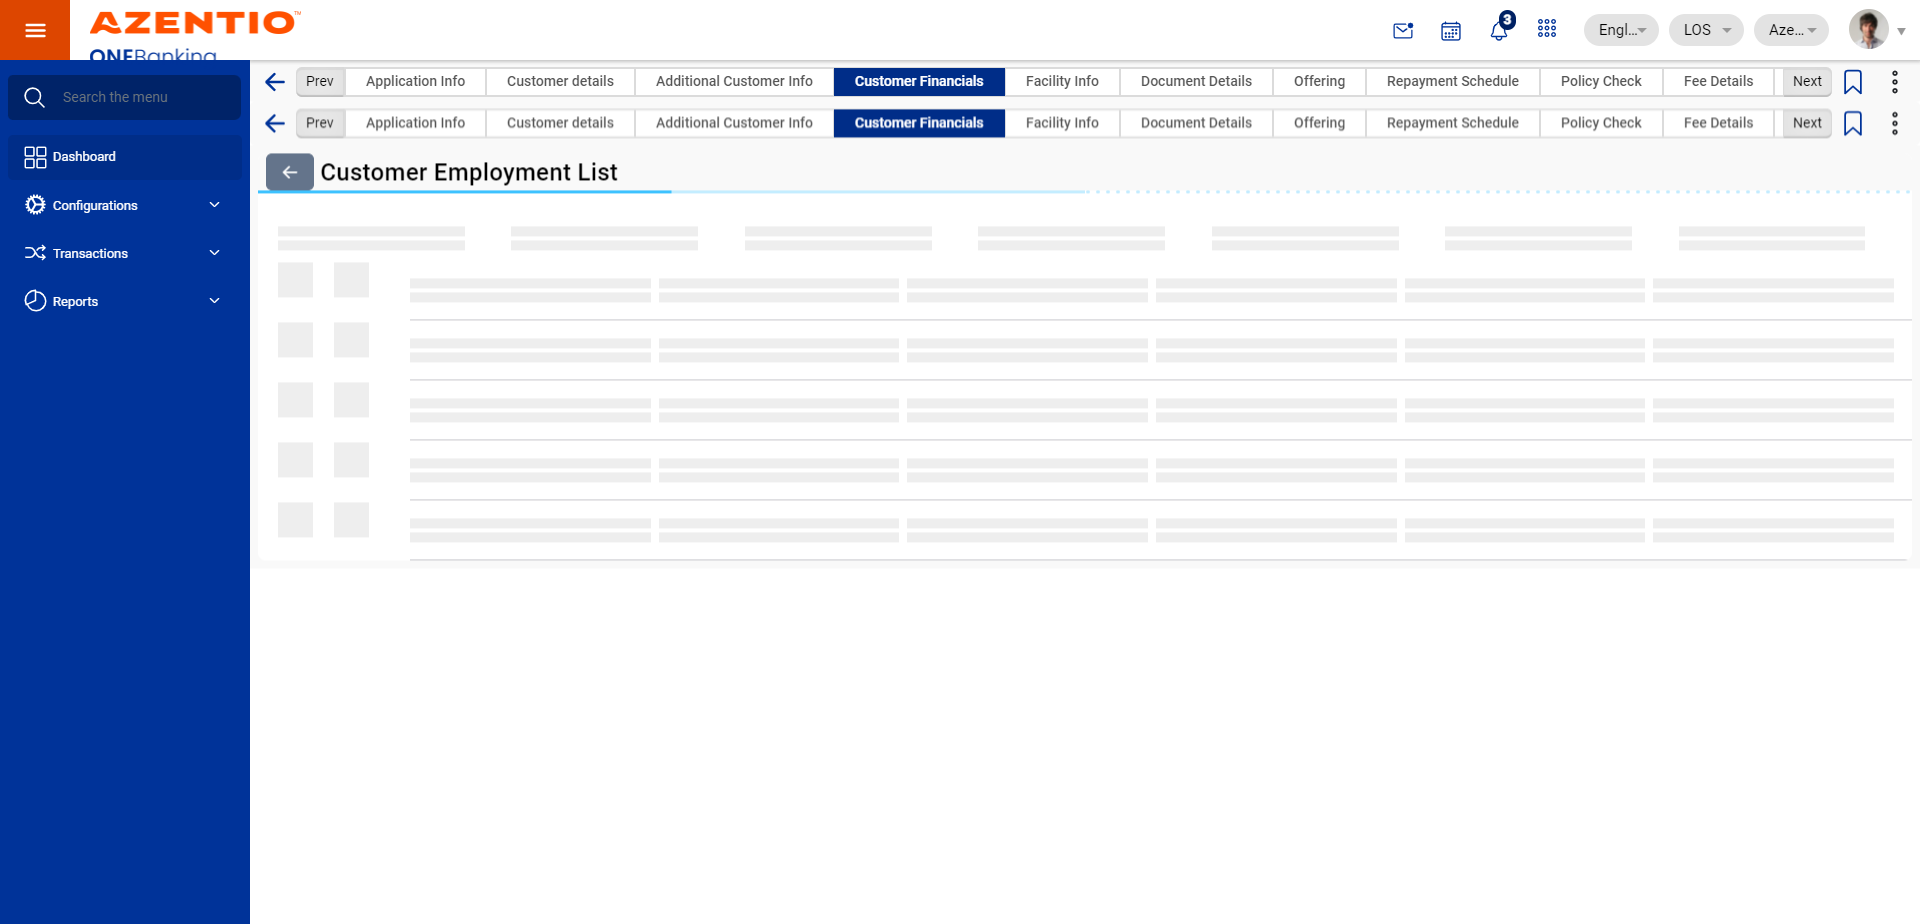 AZENTIO™
ONEBanking
3
Engl...
LOS
Aze...
Search the menu
Dashboard
Configurations
Transactions
Reports
Prev Application Info Customer details Additional Customer Info Customer Financials Facility Info Document Details Offering Repayment Schedule Policy Check Fee Details Next
Prev Application Info Customer details Additional Customer Info Customer Financials Facility Info Document Details Offering Repayment Schedule Policy Check Fee Details Next
Customer Employment List